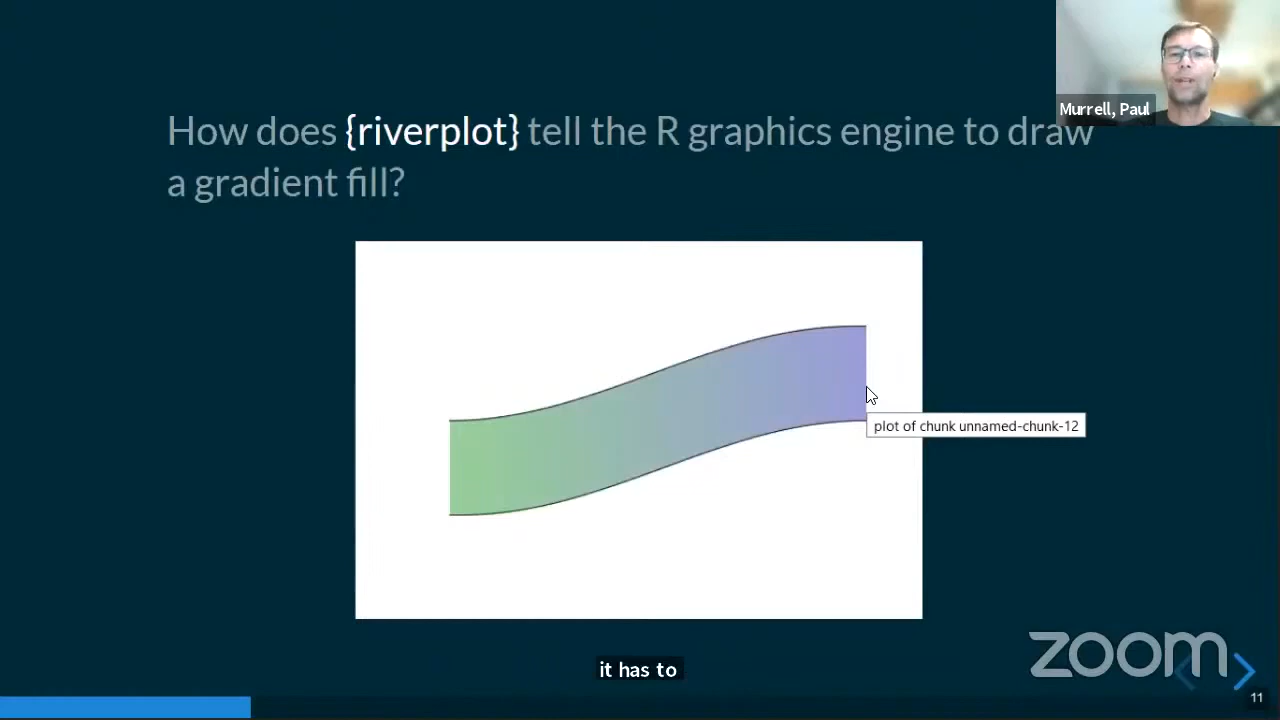 Murrell, Paul
How does {riverplot} tell the R graphics engine to draw
a gradient fill?
plot of chunk unnamed-chunk-12
zoom
it has to
11